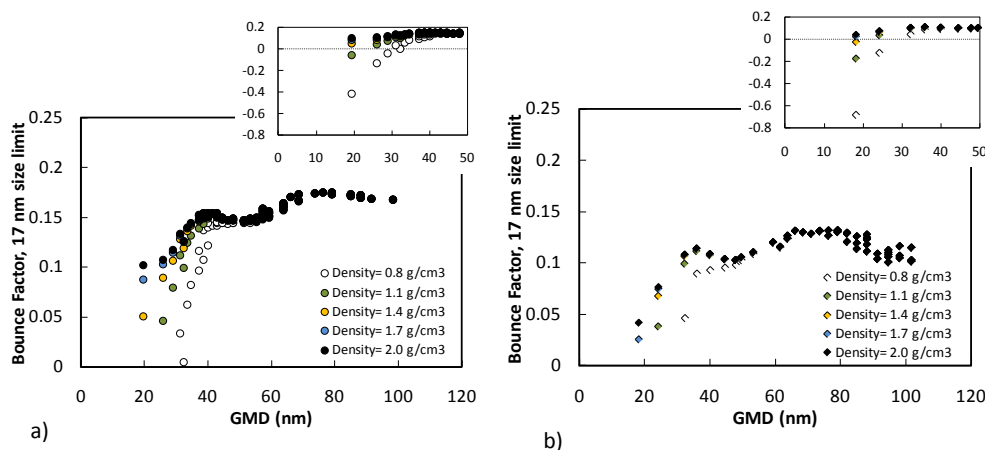 0.2
0
-0.2
-0.4
-0.6
-0.8
0 10 20 30 40 50
0.25
0.2
0.15
0.1
0.05
0
0 20 40 60 80 100 120
Bounce Factor, 17 nm size limit
GMD (nm)
Density= 0.8 g/cm3
Density= 1.1 g/cm3
Density= 1.4 g/cm3
Density= 1.7 g/cm3
Density= 2.0 g/cm3
a)
0.2
0
-0.2
-0.4
-0.6
-0.8
0 10 20 30 40 50
0.25
0.2
0.15
0.1
0.05
0
0 20 40 60 80 100 120
Bounce Factor, 17 nm size limit
GMD (nm)
Density= 0.8 g/cm3
Density= 1.1 g/cm3
Density= 1.4 g/cm3
Density= 1.7 g/cm3
Density= 2.0 g/cm3
b)